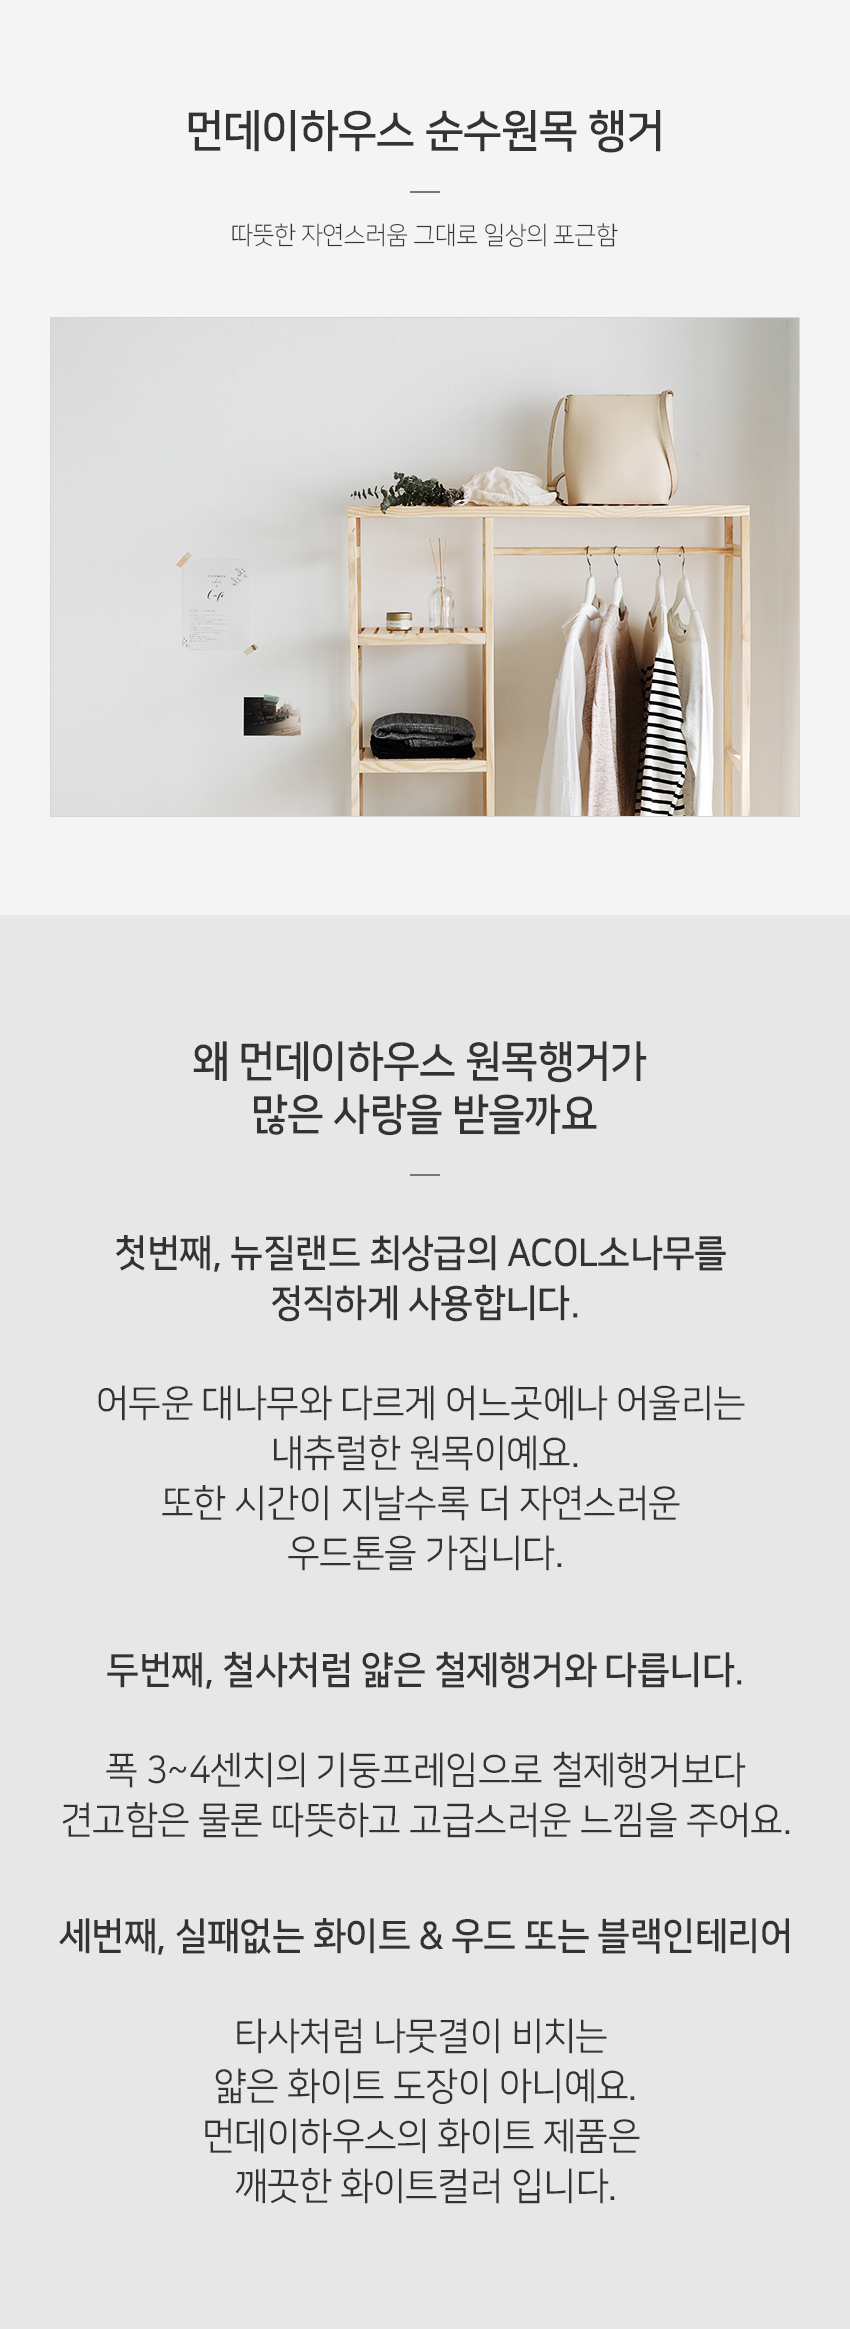 먼데이하우스 순수원목 행거
따뜻한 자연스러움 그대로 일상의 포근함
Cafe
왜 먼데이하우스 원목행거가
많은 사랑을 받을까요
첫번째, 뉴질랜드 최상급의 ACOL소나무를
정직하게 사용합니다.
어두운 대나무와 다르게 어느곳에나 어울리는
내츄럴한 원목이예요.
또한 시간이 지날수록 더 자연스러운
우드톤을 가집니다.
두번째, 철사처럼 얇은 철제행거와 다릅니다.
폭 3~4센치의 기둥프레임으로 철제행거보다
견고함은 물론 따뜻하고 고급스러운 느낌을 주어요.
세번째, 실패없는 화이트 & 우드 또는 블랙인테리어
타사처럼 나뭇결이 비치는
얇은 화이트 도장이 아니예요.
먼데이하우스의 화이트 제품은
깨끗한 화이트컬러 입니다.